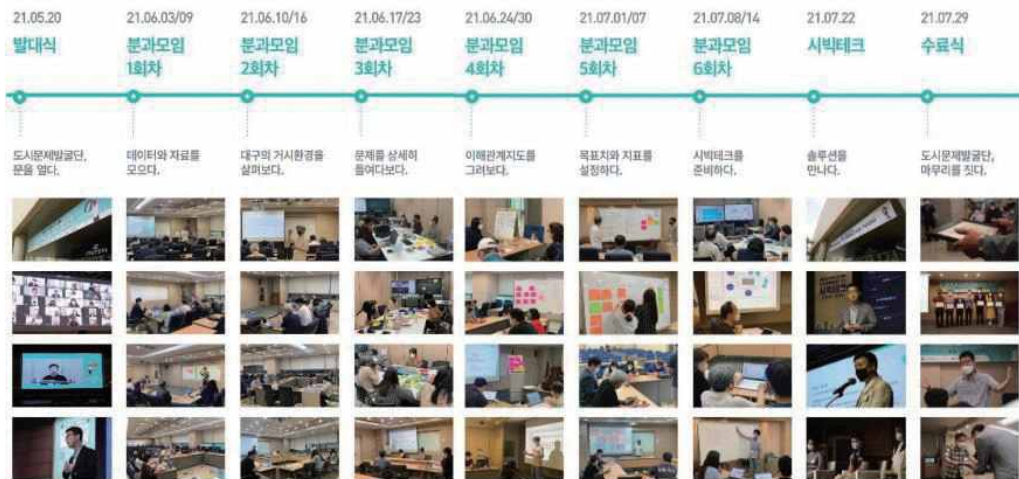 21.05.20
발대식
도시문제발굴단,
문을 열다.
21.06.03/09
분과모임
1회차
데이터와 자료를
모으다.
21.06.10/16
분과모임
2회차
대구의 거시환경을
살펴보다.
21.06.17/23
분과모임
3회차
문제를 상세히
들여다보다.
21.06.24/30
분과모임
4회차
이해관계지도를
그려보다.
21.07.01/07
분과모임
5회차
목표치와 지표를
설정하다.
21.07.08/14
분과모임
6회차
시빅테크를
준비하다.
21.07.22
시빅테크
솔루션을
만나다.
21.07.29
수료식
도시문제발굴단,
마무리를 짓다.